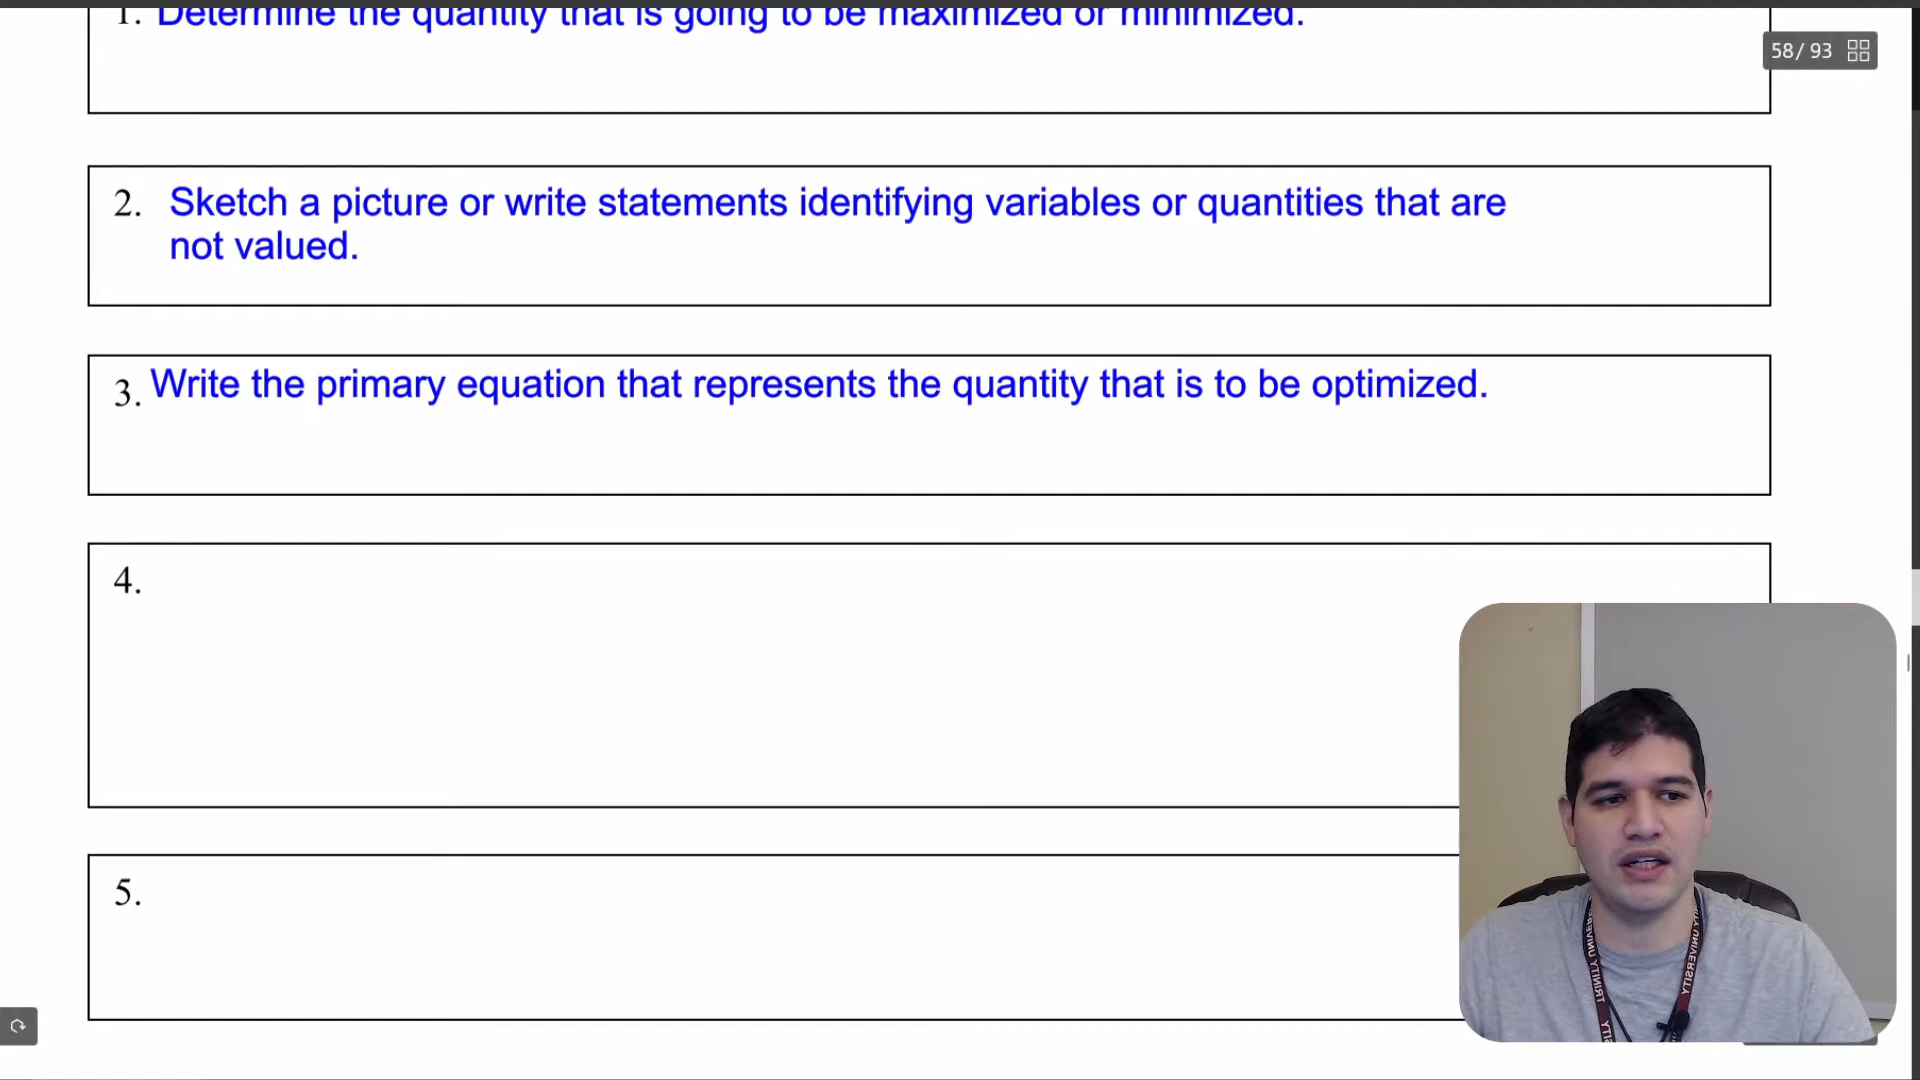 1. Determine the quantity that is going to be maximized or minimized.
58/ 93
2. Sketch a picture or write statements identifying variables or quantities that are
not valued.
3. Write the primary equation that represents the quantity that is to be optimized.
4.
5.
TRINITY UNIVERSITY